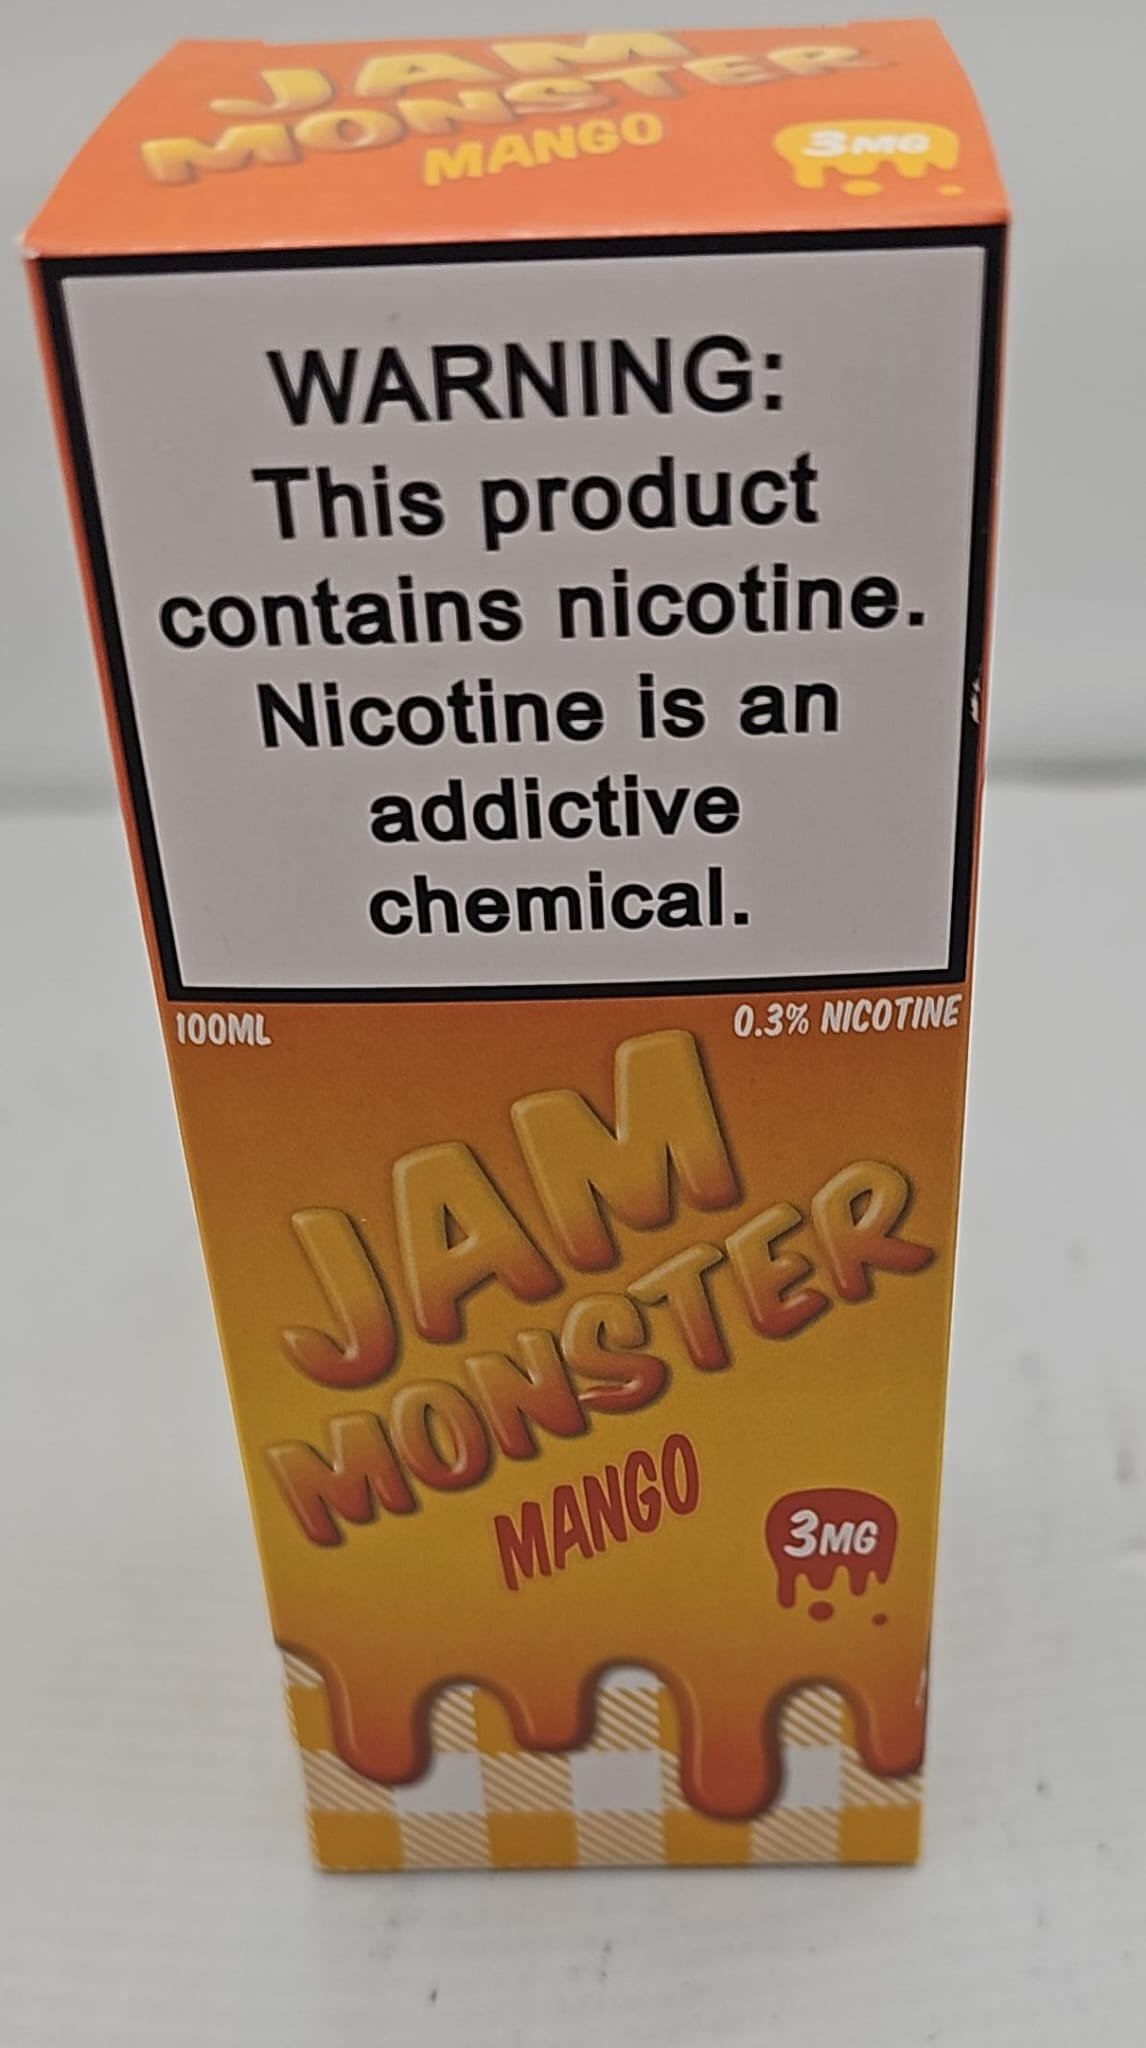 JAM
MONSTER
MANGO
3MG
WARNING:
This product
contains nicotine.
Nicotine is an
addictive
chemical.
100ML
0.3% NICOTINE
JAM
MONSTER
MANGO
3MG